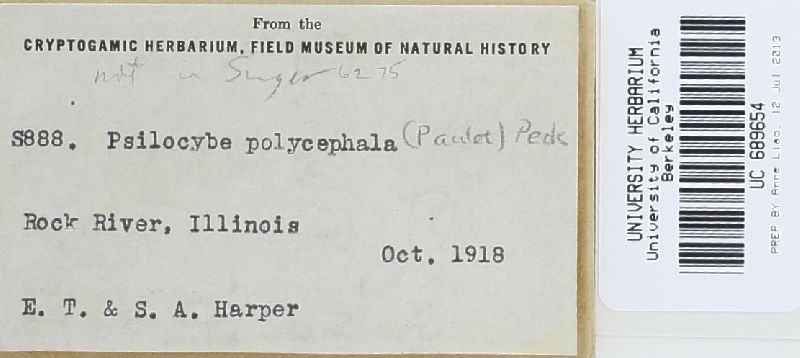 From the
CRYPTOGAMIC HERBARIUM, FIELD MUSEUM OF NATURAL HISTORY
not in Singer 6275
S888. Psilocybe polycephala (Paulet) Peck
Rock River, Illinois
Oct. 1918
E. T. & S. A. Harper
UNIVERSITY HERBARIUM
University of California
Berkeley
UC 689654
PREP BY Anna Liao, 12 Jul 2013